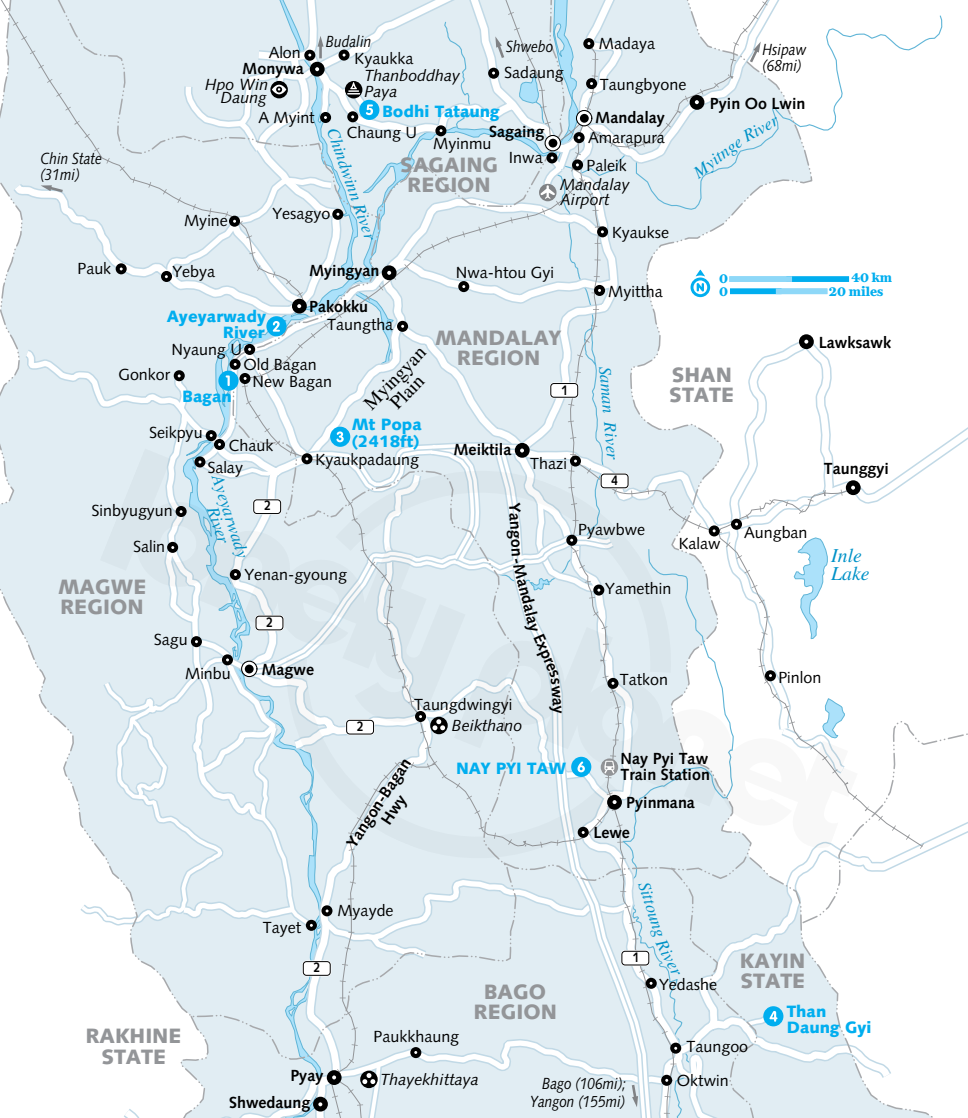 Alon
Budalin
Kyaukka
Monywa
Hpo Win
Daung
Thanboddhay
Paya
5 Bodhi Tataung
A Myint
Chaung U
Myinmu
Shwebo
Sadaung
Madaya
Taungbyone
Hsipaw
(68mi)
Pyin Oo Lwin
Mandalay
Sagaing
Amarapura
Inwa
Paleik
Myitnge River
Mandalay
Airport
SAGAING
REGION
Chindwinn River
Chin State
(31mi)
Myine
Yesagyo
Kyaukse
Pauk
Yebya
Myingyan
Nwa-htou Gyi
Myittha
N
0 40 km
0 20 miles
Pakokku
Ayeyarwady
River 2
Taungtha
MANDALAY
REGION
Lawksawk
Nyaung U
Old Bagan
New Bagan
1
Bagan
Gonkor
Myingyan
Plain
1
Saman River
SHAN
STATE
3 Mt Popa
(2418ft)
Seikpyu
Chauk
Salay
Kyaukpadaung
Meiktila
Thazi
4
Taunggyi
Ayeyarwady
River
2
Sinbyugyun
Salin
Yangon-Mandalay Expressway
Pyawbwe
Kalaw
Aungban
Inle
Lake
MAGWE
REGION
Yenan-gyoung
Yamethin
2
Sagu
Minbu
Magwe
Tatkon
Pinlon
Taungdwingyi
Beikthano
2
NAY PYI TAW 6
Nay Pyi Taw
Train Station
Pyinmana
Lewe
Yangon-Bagan
Hwy
Sittoung River
Myayde
Tayet
2
1
KAYIN
STATE
Yedashe
BAGO
REGION
4 Than
Daung Gyi
RAKHINE
STATE
Paukkhaung
Taungoo
Pyay
Thayekhittaya
Oktwin
Bago (106mi);
Yangon (155mi)
Shwedaung